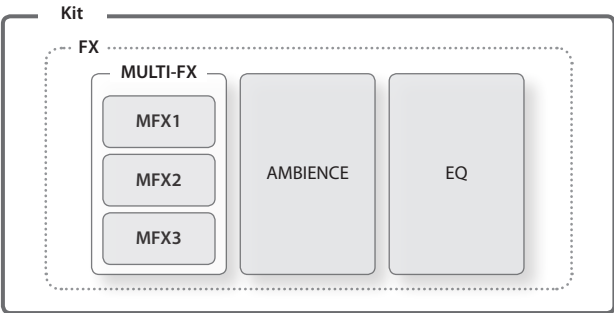 Kit
FX
MULTI-FX
MFX1
MFX2
MFX3
AMBIENCE
EQ